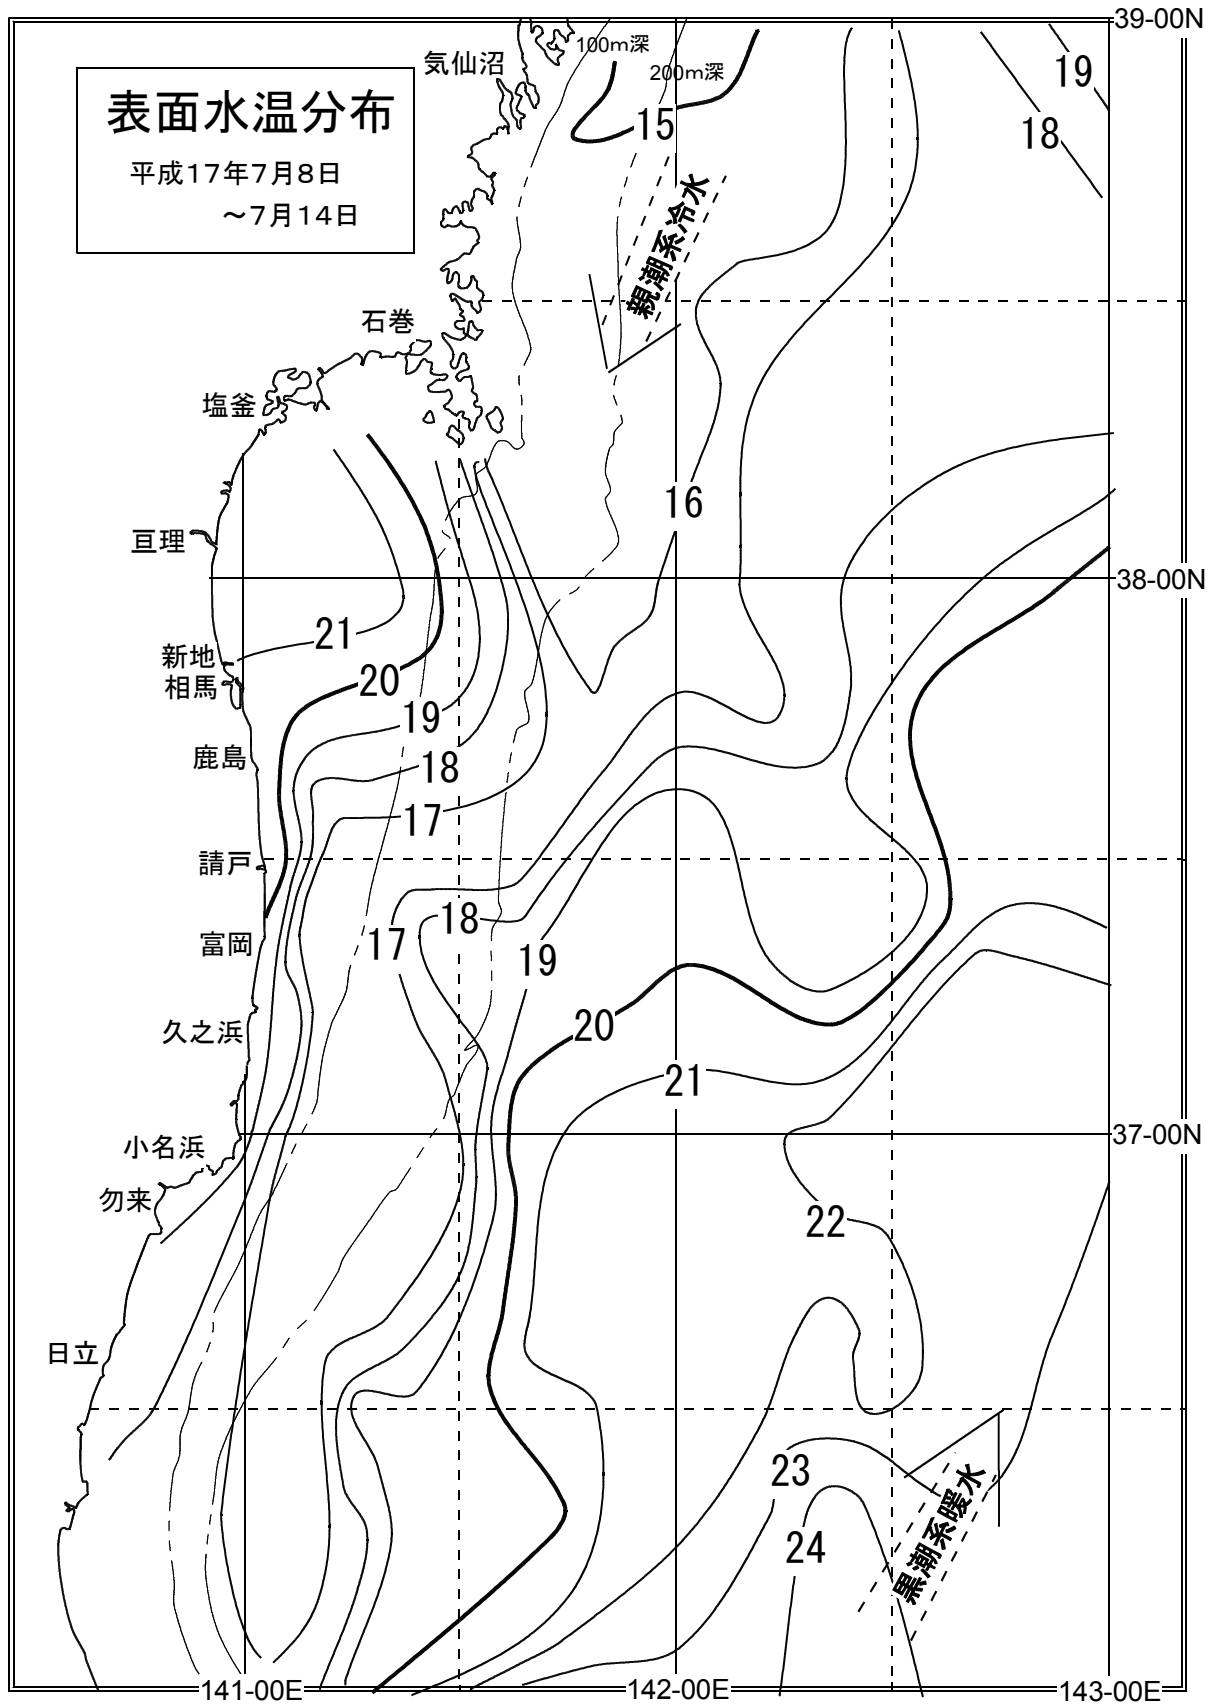 39-00N
100m深
気仙沼
200m深
19
表面水温分布
15
18
平成17年7月8日
～7月14日
親潮系冷水
石巻
塩釜
16
亘理
38-00N
21
新地
20
相馬
19
鹿島
18
17
請戸
18
17
富岡
19
20
久之浜
21
37-00N
小名浜
勿来
22
日立
23
24
黒潮系暖水
141-00E
142-00E
143-00E